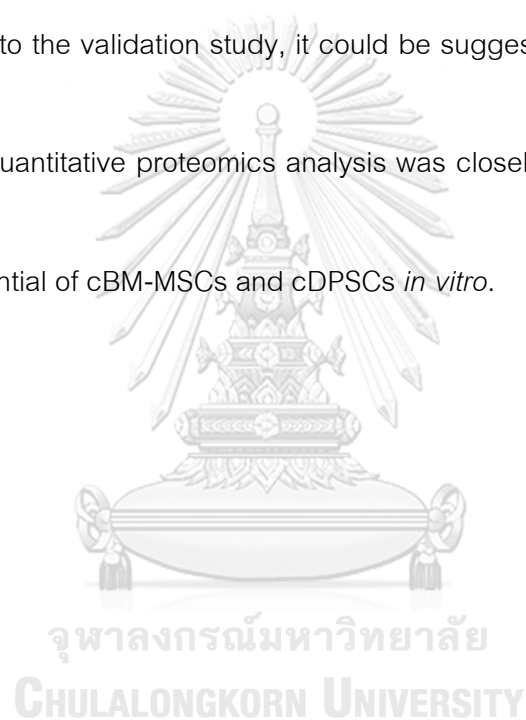 to the validation study, it could be sugges
uantitative proteomics analysis was closel
ntial of cBM-MSCs and cDPSCs in vitro.
จุฬาลงกรณ์มหาวิทยาลัย
CHULALONGKORN UNIVERSITY